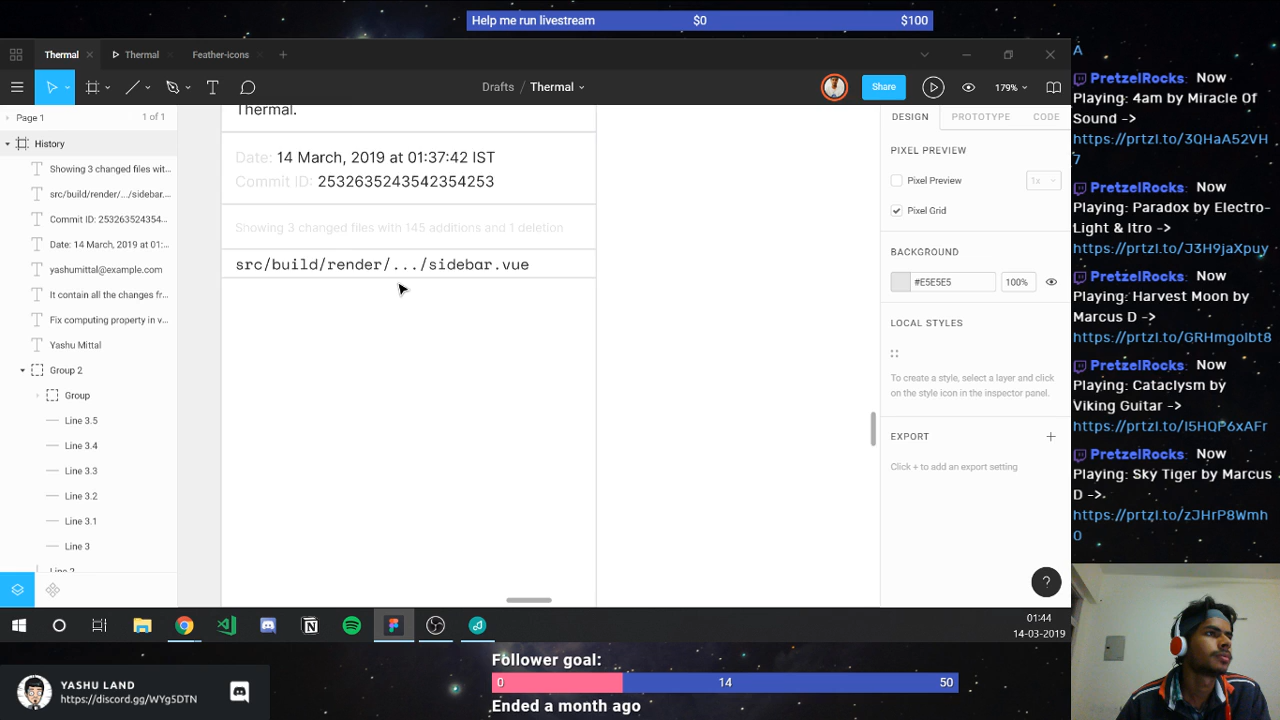 Help me run livestream $0 $100
Thermal
Thermal
Feather-icons
Drafts / Thermal
Share
179%
Page 1
1 of 1
History
Showing 3 changed files wit...
src/build/render/.../sidebar....
Commit ID: 253263524354...
Date: 14 March, 2019 at 01:...
yashumittal@example.com
It contain all the changes fr...
Fix computing property in v...
Yashu Mittal
Group 2
Group
Line 3.5
Line 3.4
Line 3.3
Line 3.2
Line 3.1
Line 3
Line 2
Thermal.
Date: 14 March, 2019 at 01:37:42 IST
Commit ID: 2532635243542354253
Showing 3 changed files with 145 additions and 1 deletion
src/build/render/.../sidebar.vue
DESIGN PROTOTYPE CODE
PIXEL PREVIEW
Pixel Preview 1x
Pixel Grid
BACKGROUND
#E5E5E5 100%
LOCAL STYLES
To create a style, select a layer and click
on the style icon in the inspector panel.
EXPORT
Click + to add an export setting
?
Á
PretzelRocks: Now
Playing: 4am by Miracle Of
Sound ->
https://prtzl.to/3QHaA52VH
7
PretzelRocks: Now
Playing: Paradox by Electro-
Light & Itro ->
https://prtzl.to/J3H9jaXpuy
PretzelRocks: Now
Playing: Harvest Moon by
Marcus D ->
https://prtzl.to/GRHmgolbt8
PretzelRocks: Now
Playing: Cataclysm by
Viking Guitar ->
https://prtzl.to/I5HQP6xAFr
PretzelRocks: Now
Playing: Sky Tiger by Marcus
D ->
https://prtzl.to/zJHrP8Wmh
0
01:44
14-03-2019
YASHU LAND
https://discord.gg/WYg5DTN
Follower goal:
0 14 50
Ended a month ago